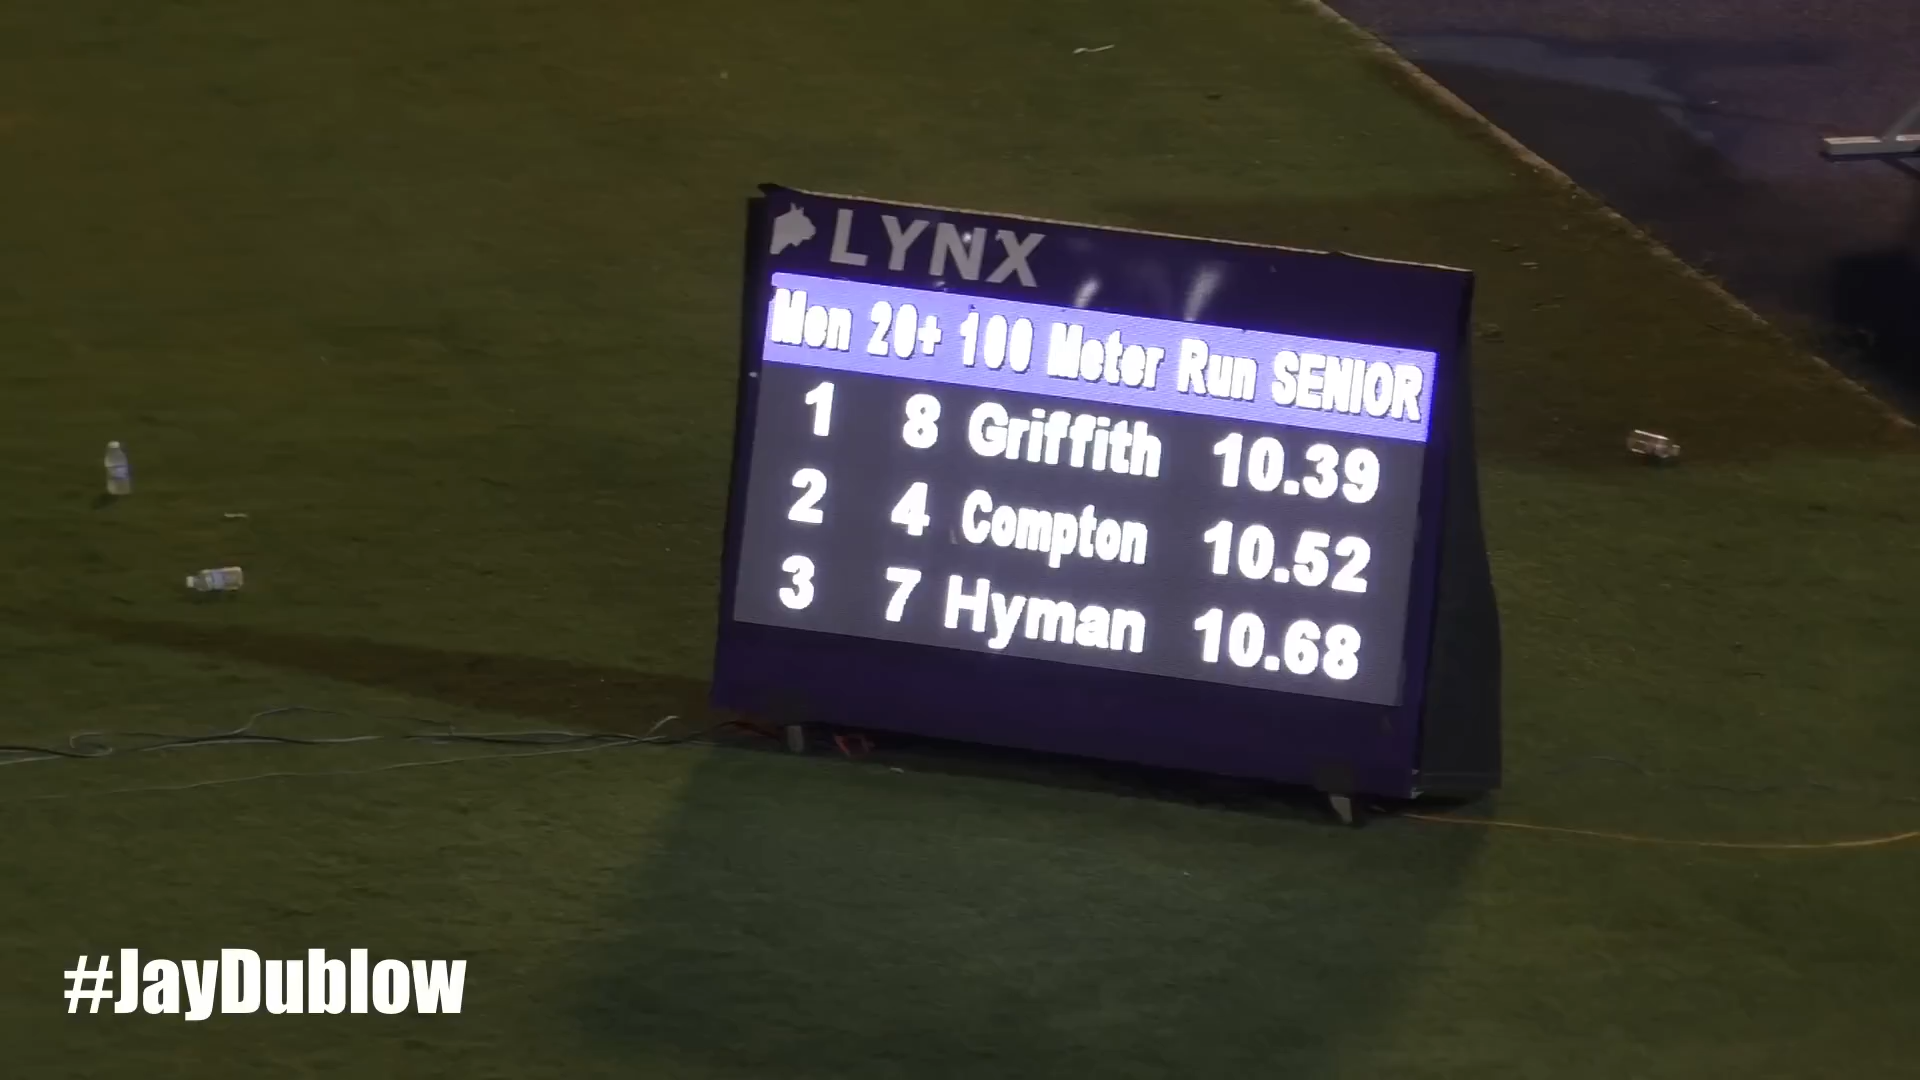 LYNX
Men 20+ 100 Meter Run SENIOR
1 8 Griffith 10.39
2 4 Compton 10.52
3 7 Hyman 10.68
#JayDublow